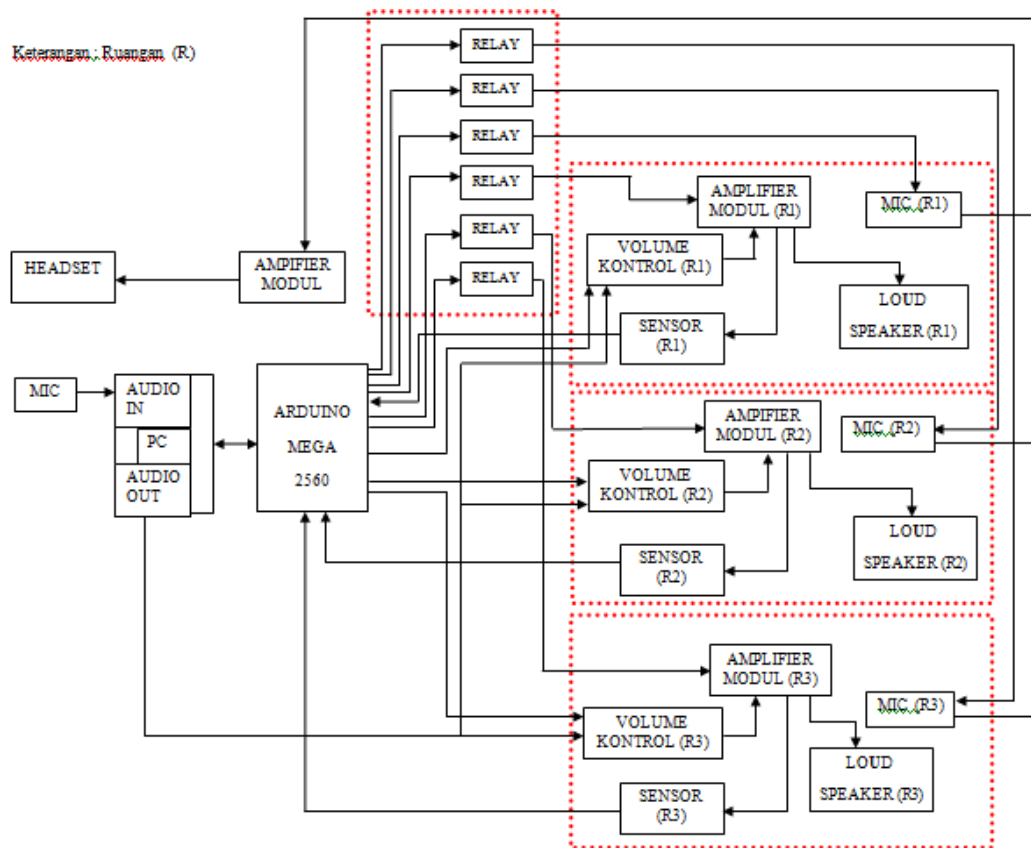 Keterangan : Ruangan (R)
RELAY
RELAY
RELAY
RELAY
RELAY
RELAY
HEADSET
AMPIFIER
MODUL
AMPLIFIER
MODUL (R1)
MIC (R1)
VOLUME
KONTROL (R1)
LOUD
SPEAKER (R1)
SENSOR
(R1)
MIC
AUDIO
IN
PC
AUDIO
OUT
ARDUINO
MEGA
2560
AMPIFIER
MODUL (R2)
MIC (R2)
VOLUME
KONTROL (R2)
LOUD
SPEAKER (R2)
SENSOR
(R2)
AMPLIFIER
MODUL (R3)
MIC (R3)
VOLUME
KONTROL (R3)
LOUD
SPEAKER (R3)
SENSOR
(R3)